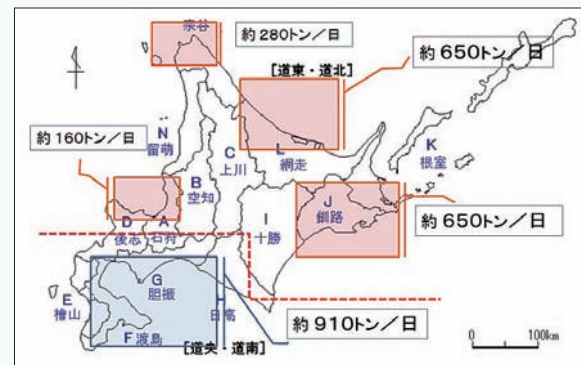 宗谷
約280トン/日
約650トン/日
[道東・道北]
N
留萌
K
根室
約160トン/日
C
上川
L
網走
B
空知
J
釧路
D
後志
A
石狩
I
十勝
約650トン/日
E
檜山
G
胆振
日高
約910トン/日
F渡島
[道央・道南]
0
100km